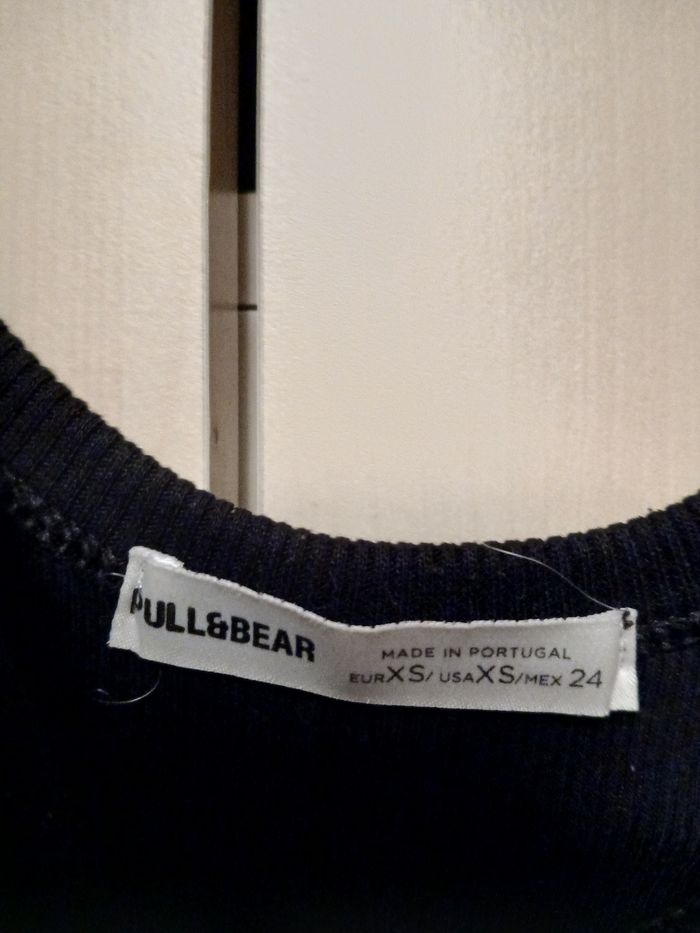 PULL&BEAR
MADE IN PORTUGAL
EURXS/USAXS/MEX 24